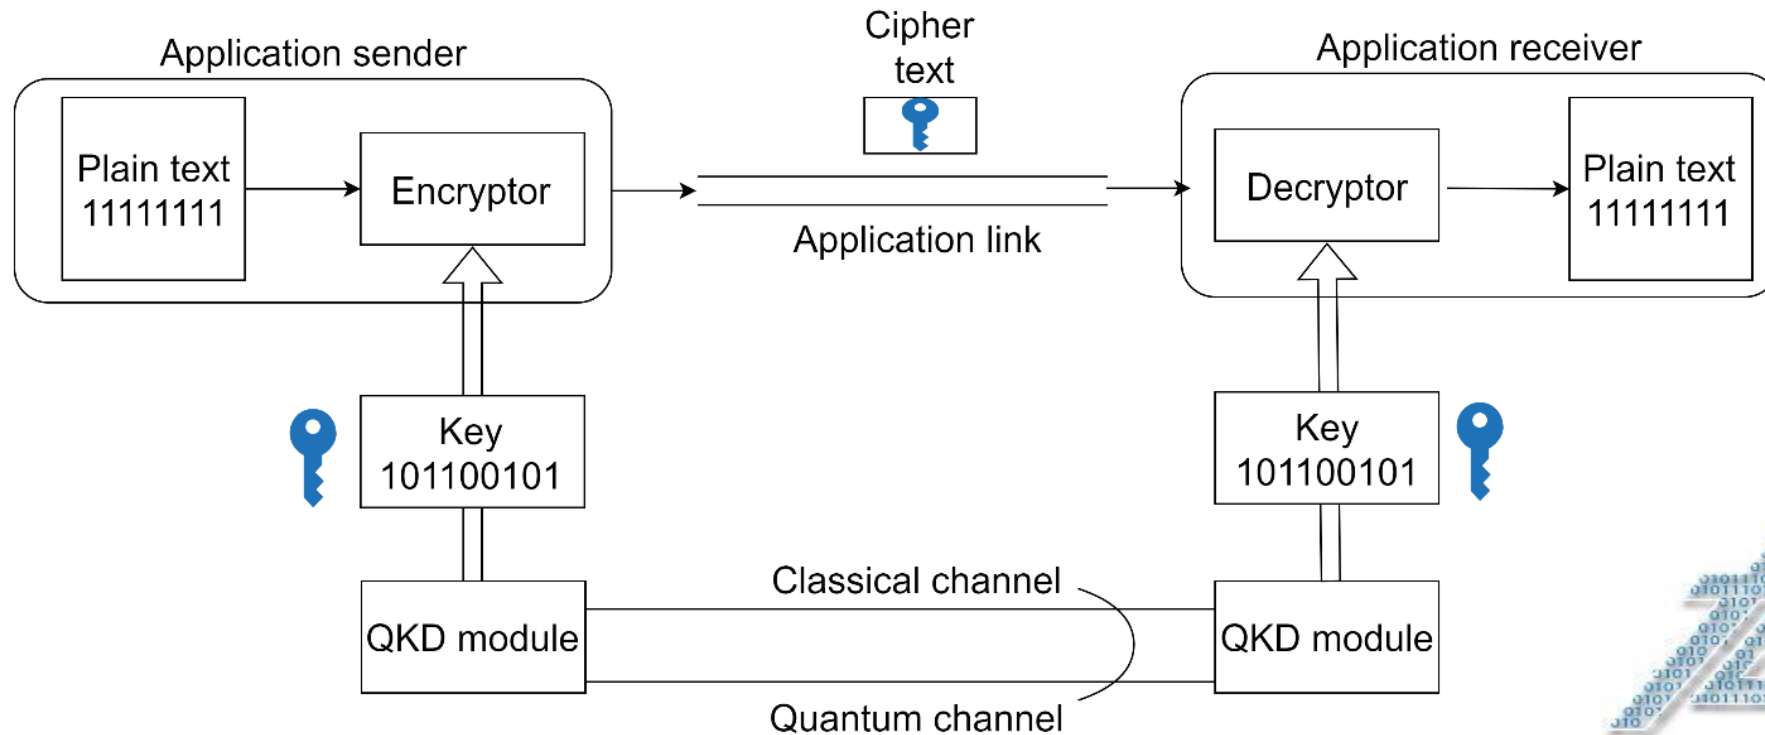 Application sender
Cipher
text
Application receiver
Plain text
11111111
Encryptor
Application link
Decryptor
Plain text
11111111
Key
101100101
Key
101100101
Classical channel
QKD module
QKD module
Quantum channel